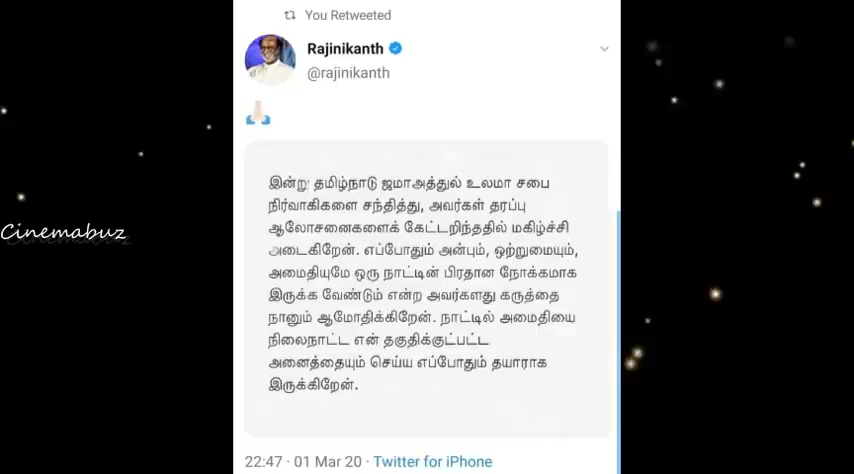 You Retweeted
Rajinikanth
@rajinikanth
இன்று தமிழ்நாடு ஜமாஅத்துல் உலமா சபை
நிர்வாகிகளை சந்தித்து, அவர்கள் தரப்பு
ஆலோசனைகளைக் கேட்டறிந்ததில் மகிழ்ச்சி
அடைகிறேன். எப்போதும் அன்பும், ஒற்றுமையும்,
அமைதியுமே ஒரு நாட்டின் பிரதான நோக்கமாக
இருக்க வேண்டும் என்ற அவர்களது கருத்தை
நானும் ஆமோதிக்கிறேன். நாட்டில் அமைதியை
நிலைநாட்ட என் தகுதிக்குட்பட்ட
அனைத்தையும் செய்ய எப்போதும் தயாராக
இருக்கிறேன்.
Cinemabuz
22:47 · 01 Mar 20 · Twitter for iPhone